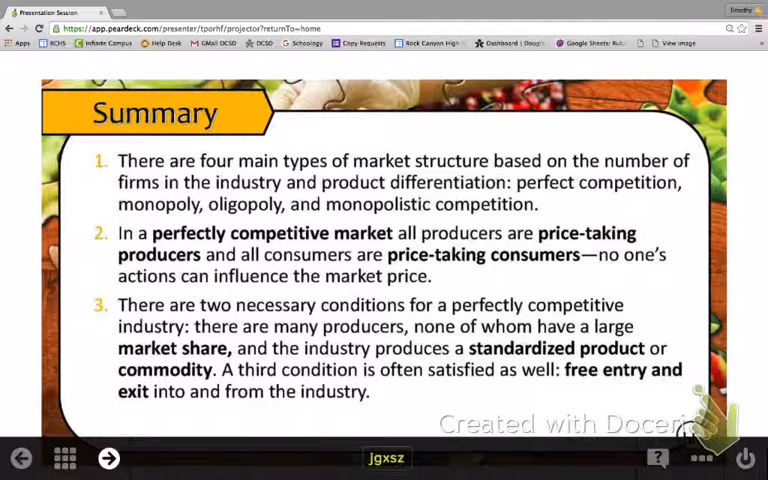 Presentation Session
Timothy
https://app.peardeck.com/presenter/tporhf/projector?returnTo=home
Apps RCHS Infinite Campus Help Desk GMail DCSD DCSD Schoology Copy Requests Rock Canyon High Dashboard | Dougl Google Sheets: Rub View image
Summary
1. There are four main types of market structure based on the number of
firms in the industry and product differentiation: perfect competition,
monopoly, oligopoly, and monopolistic competition.
2. In a perfectly competitive market all producers are price-taking
producers and all consumers are price-taking consumers—no one's
actions can influence the market price.
3. There are two necessary conditions for a perfectly competitive
industry: there are many producers, none of whom have a large
market share, and the industry produces a standardized product or
commodity. A third condition is often satisfied as well: free entry and
exit into and from the industry.
Created with Doceri
jgxsz